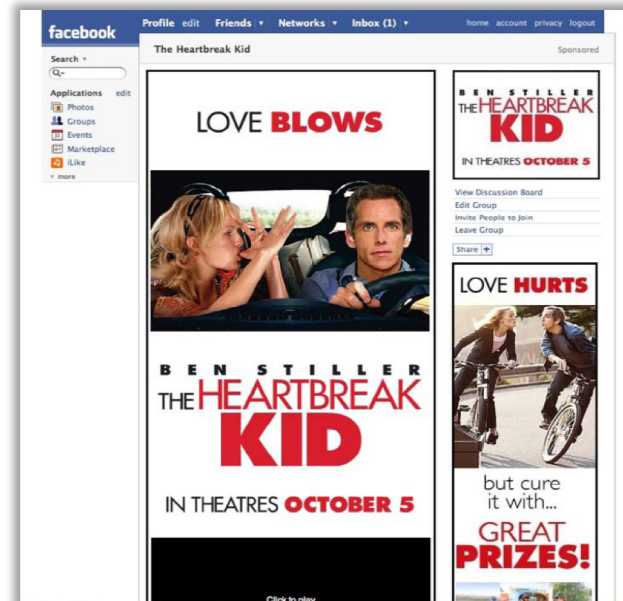 facebook
Profile edit Friends Networks Inbox (1) home account privacy logout
Search
Applications edit
Photos
Groups
Events
Marketplace
iLike
more
The Heartbreak Kid Sponsored
LOVE BLOWS
BEN STILLER
THE HEARTBREAK
KID
IN THEATRES OCTOBER 5
Click to play
BEN STILLER
THE HEARTBREAK
KID
IN THEATRES OCTOBER 5
View Discussion Board
Edit Group
Invite People to Join
Leave Group
Share +
LOVE HURTS
but cure
it with...
GREAT
PRIZES!